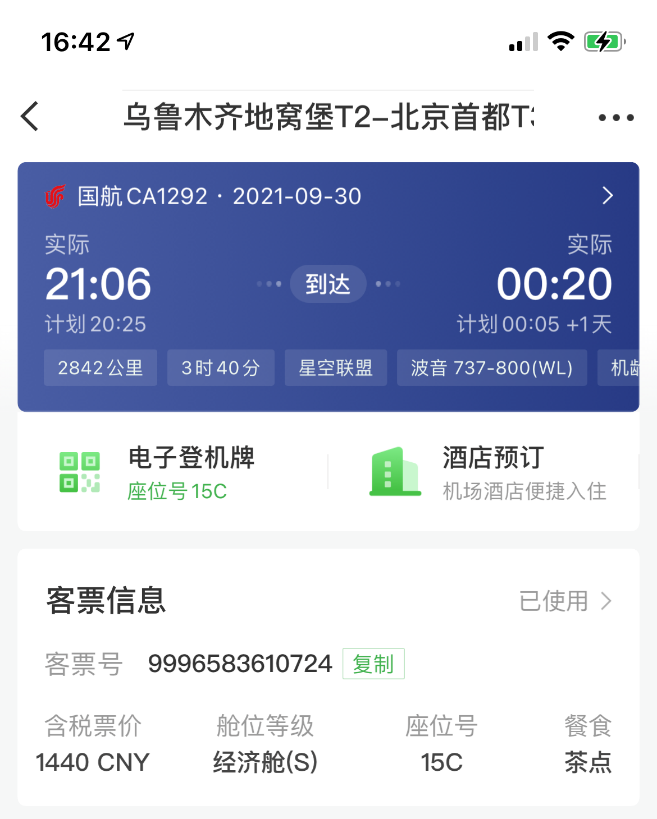 16:42
乌鲁木齐地窝堡T2-北京首都T
国航CA1292 · 2021-09-30
实际 实际
21:06 到达 00:20
计划20:25 计划00:05 +1天
2842公里 3时40分 星空联盟 波音 737-800(WL) 机龄
电子登机牌 酒店预订
座位号15C 机场酒店便捷入住
客票信息 已使用
客票号 9996583610724 复制
含税票价 舱位等级 座位号 餐食
1440 CNY 经济舱(S) 15C 茶点